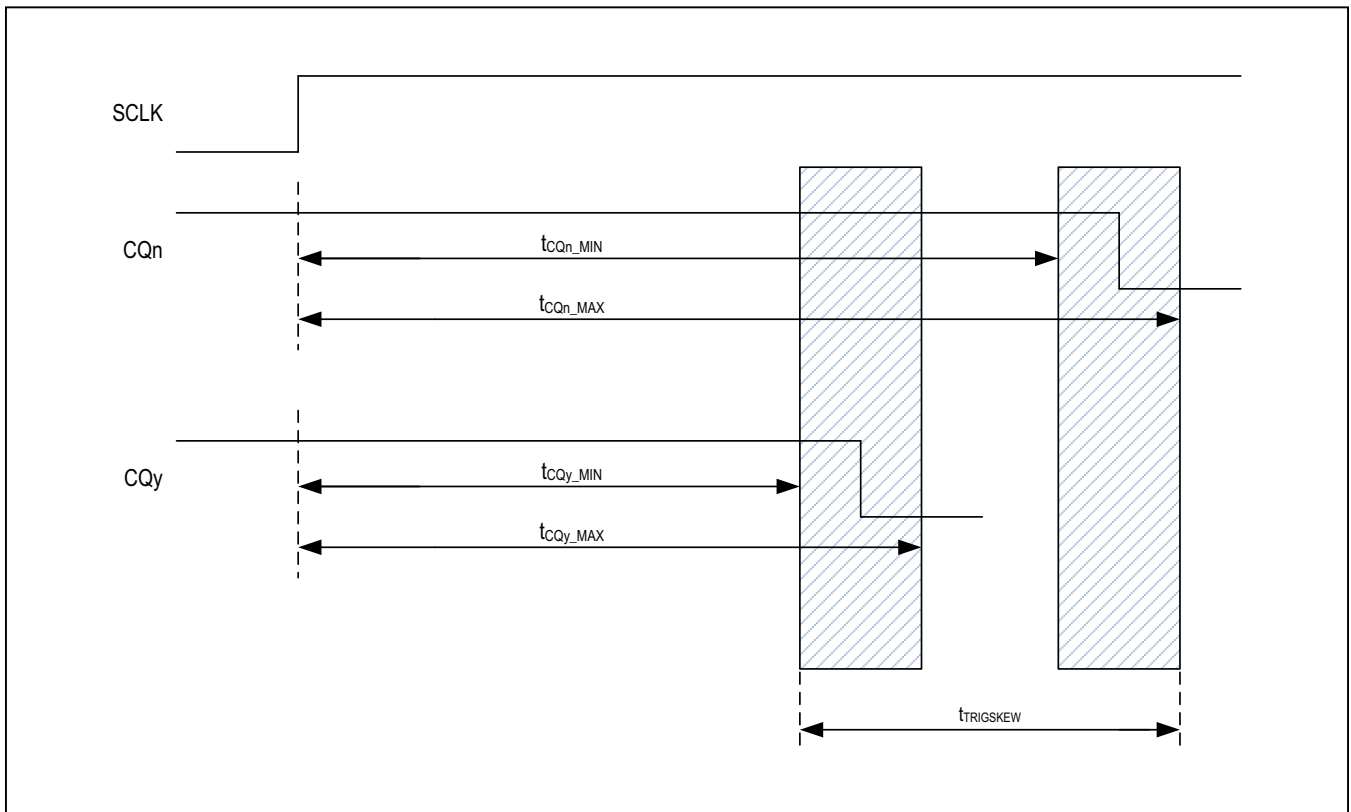 SCLK
CQn
tCQn_MIN
tCQn_MAX
CQy
tCQy_MIN
tCQy_MAX
tTRIGSKEW